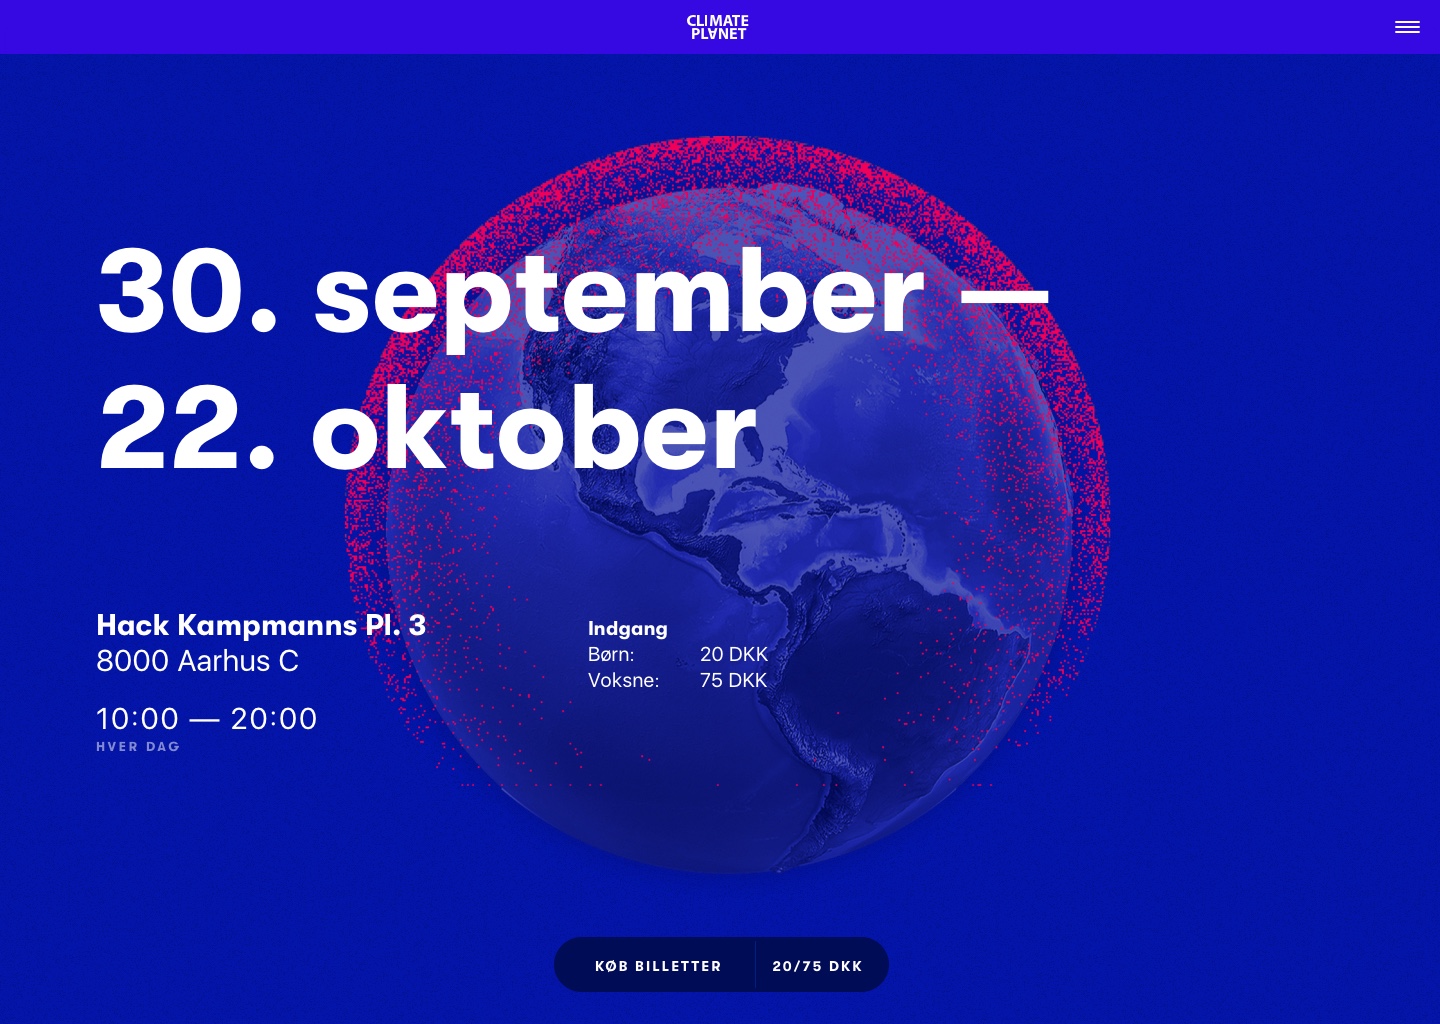 CLIMATE
PLANET
30. september —
22. oktober
Hack Kampmanns Pl. 3
8000 Aarhus C
10:00 — 20:00
HVER DAG
Indgang
Børn: 20 DKK
Voksne: 75 DKK
KØB BILLETTER 20/75 DKK